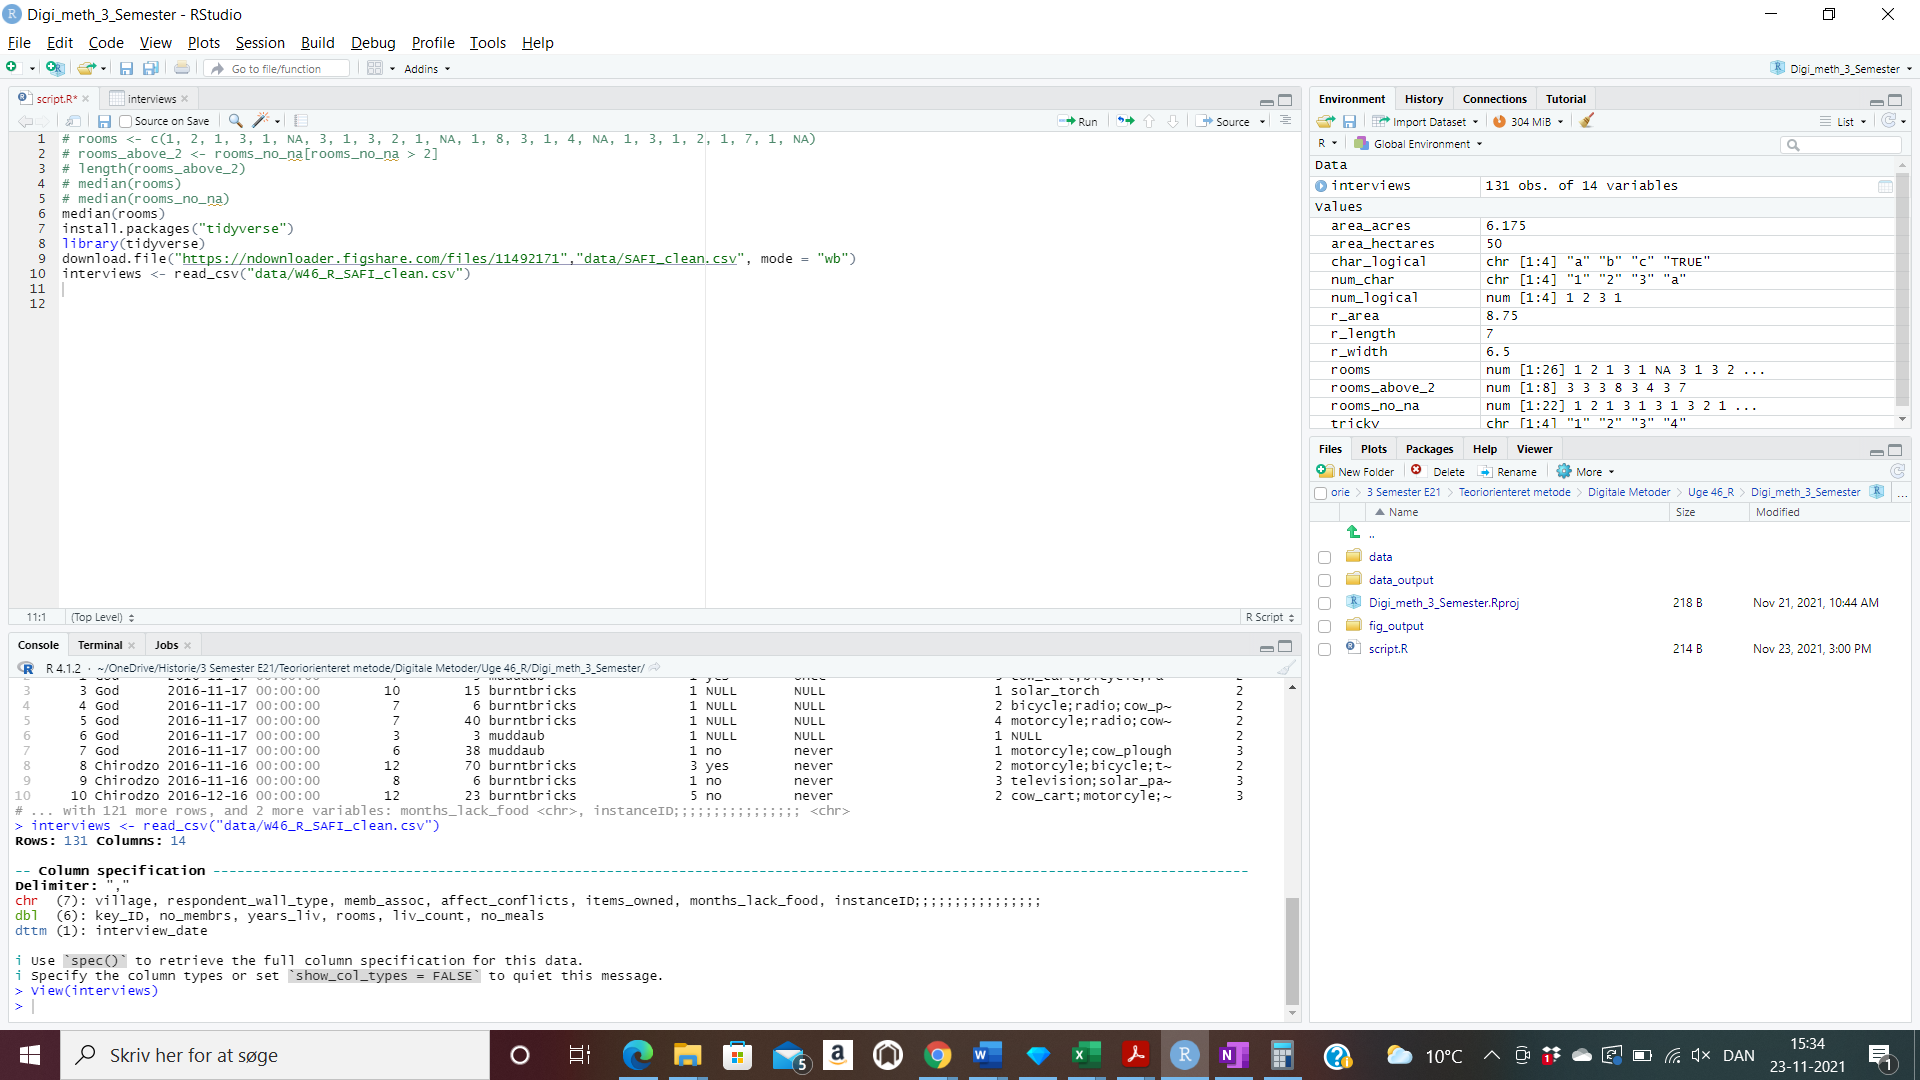 Digi_meth_3_Semester - RStudio
File Edit Code View Plots Session Build Debug Profile Tools Help
Go to file/function Addins Digi_meth_3_Semester
script.R* interviews
Source on Save Run Source
1 # rooms <- c(1, 2, 1, 3, 1, NA, 3, 1, 3, 2, 1, NA, 1, 8, 3, 1, 4, NA, 1, 3, 1, 2, 1, 7, 1, NA)
2 # rooms_above_2 <- rooms_no_na[rooms_no_na > 2]
3 # length(rooms_above_2)
4 # median(rooms)
5 # median(rooms_no_na)
6 median(rooms)
7 install.packages("tidyverse")
8 library(tidyverse)
9 download.file("https://ndownloader.figshare.com/files/11492171","data/SAFI_clean.csv", mode = "wb")
10 interviews <- read_csv("data/W46_R_SAFI_clean.csv")
11
12
11:1 (Top Level) R Script
Console Terminal Jobs
R 4.1.2 · ~/OneDrive/Historie/3 Semester E21/Teoriorienteret metode/Digitale Metoder/Uge 46_R/Digi_meth_3_Semester/
3 3 God 2016-11-17 00:00:00 10 15 burntbricks 1 NULL NULL 1 solar_torch 2
4 4 God 2016-11-17 00:00:00 7 6 burntbricks 1 NULL NULL 2 bicycle;radio;cow_p~ 2
5 5 God 2016-11-17 00:00:00 7 40 burntbricks 1 NULL NULL 4 motorcyle;radio;cow~ 2
6 6 God 2016-11-17 00:00:00 3 3 muddaub 1 NULL NULL 1 NULL 2
7 7 God 2016-11-17 00:00:00 6 38 muddaub 1 no never 1 motorcyle;cow_plough 3
8 8 Chirodzo 2016-11-16 00:00:00 12 70 burntbricks 3 yes never 2 motorcyle;bicycle;t~ 2
9 9 Chirodzo 2016-11-16 00:00:00 8 6 burntbricks 1 no never 3 television;solar_pa~ 3
10 10 Chirodzo 2016-12-16 00:00:00 12 23 burntbricks 5 no never 2 cow_cart;motorcyle;~ 3
# ... with 121 more rows, and 2 more variables: months_lack_food <chr>, instanceID;;;;;;;;;;;;;;;; <chr>
> interviews <- read_csv("data/W46_R_SAFI_clean.csv")
Rows: 131 Columns: 14
-- Column specification ---------------------------------------------------------------------------------------------------------------------------------
Delimiter: ","
chr (7): village, respondent_wall_type, memb_assoc, affect_conflicts, items_owned, months_lack_food, instanceID;;;;;;;;;;;;;;;;
dbl (6): key_ID, no_membrs, years_liv, rooms, liv_count, no_meals
dttm (1): interview_date
i Use `spec()` to retrieve the full column specification for this data.
i Specify the column types or set `show_col_types = FALSE` to quiet this message.
> View(interviews)
>
Environment History Connections Tutorial
Import Dataset 304 MiB List
R Global Environment
Data
interviews 131 obs. of 14 variables
Values
area_acres 6.175
area_hectares 50
char_logical chr [1:4] "a" "b" "c" "TRUE"
num_char chr [1:4] "1" "2" "3" "a"
num_logical num [1:4] 1 2 3 1
r_area 8.75
r_length 7
r_width 6.5
rooms num [1:26] 1 2 1 3 1 NA 3 1 3 2 ...
rooms_above_2 num [1:8] 3 3 3 8 3 4 3 7
rooms_no_na num [1:22] 1 2 1 3 1 3 1 3 2 1 ...
tricky chr [1:4] "1" "2" "3" "4"
Files Plots Packages Help Viewer
New Folder Delete Rename More
orie 3 Semester E21 Teoriorienteret metode Digitale Metoder Uge 46_R Digi_meth_3_Semester ...
Name Size Modified
..
data
data_output
Digi_meth_3_Semester.Rproj 218 B Nov 21, 2021, 10:44 AM
fig_output
script.R 214 B Nov 23, 2021, 3:00 PM
Skriv her for at søge
5
10°C DAN
15:34
23-11-2021
1